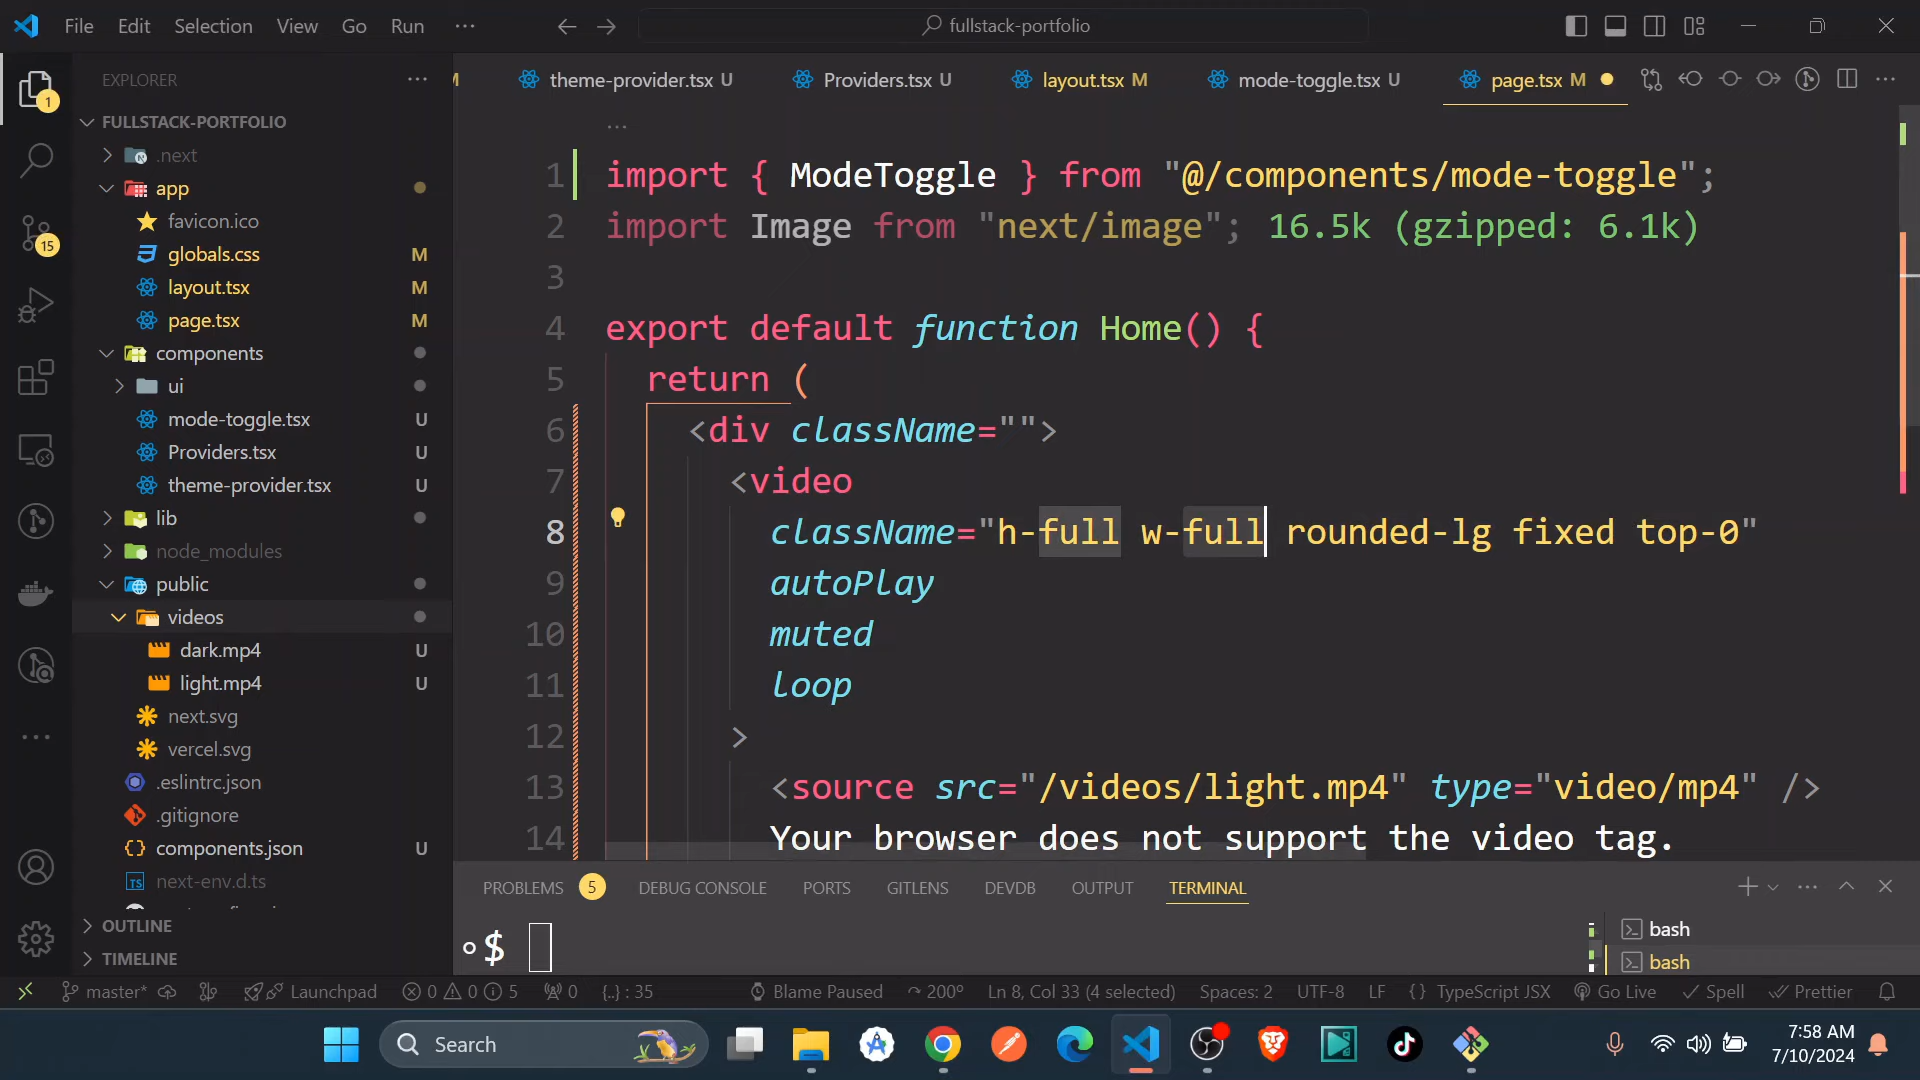 File Edit Selection View Go Run ··· fullstack-portfolio
EXPLORER ···
theme-provider.tsx U Providers.tsx U layout.tsx M mode-toggle.tsx U page.tsx M
FULLSTACK-PORTFOLIO
.next
app
favicon.ico
globals.css M
layout.tsx M
page.tsx M
components
ui
mode-toggle.tsx U
Providers.tsx U
theme-provider.tsx U
lib
node_modules
public
videos
dark.mp4 U
light.mp4 U
next.svg
vercel.svg
.eslintrc.json
.gitignore
components.json U
next-env.d.ts
OUTLINE
TIMELINE
1
15
···
1 import { ModeToggle } from "@/components/mode-toggle";
2 import Image from "next/image"; 16.5k (gzipped: 6.1k)
3
4 export default function Home() {
5 return (
6 <div className="">
7 <video
8 className="h-full w-full rounded-lg fixed top-0"
9 autoPlay
10 muted
11 loop
12 >
13 <source src="/videos/light.mp4" type="video/mp4" />
14 Your browser does not support the video tag.
PROBLEMS 5 DEBUG CONSOLE PORTS GITLENS DEVDB OUTPUT TERMINAL
$
bash
bash
master* Launchpad 0 0 5 0 {..} : 35 Blame Paused 200º Ln 8, Col 33 (4 selected) Spaces: 2 UTF-8 LF {} TypeScript JSX Go Live Spell Prettier
Search
7:58 AM
7/10/2024